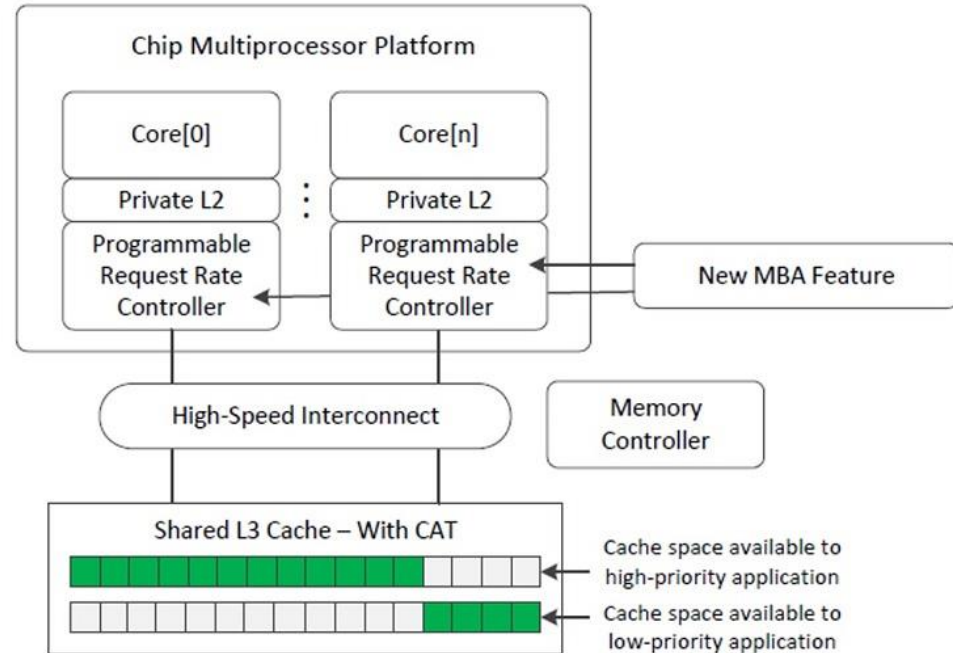 Chip Multiprocessor Platform
Core[0]
Core[n]
Private L2
Private L2
Programmable
Request Rate
Controller
Programmable
Request Rate
Controller
New MBA Feature
High-Speed Interconnect
Memory
Controller
Shared L3 Cache – With CAT
Cache space available to
high-priority application
Cache space available to
low-priority application